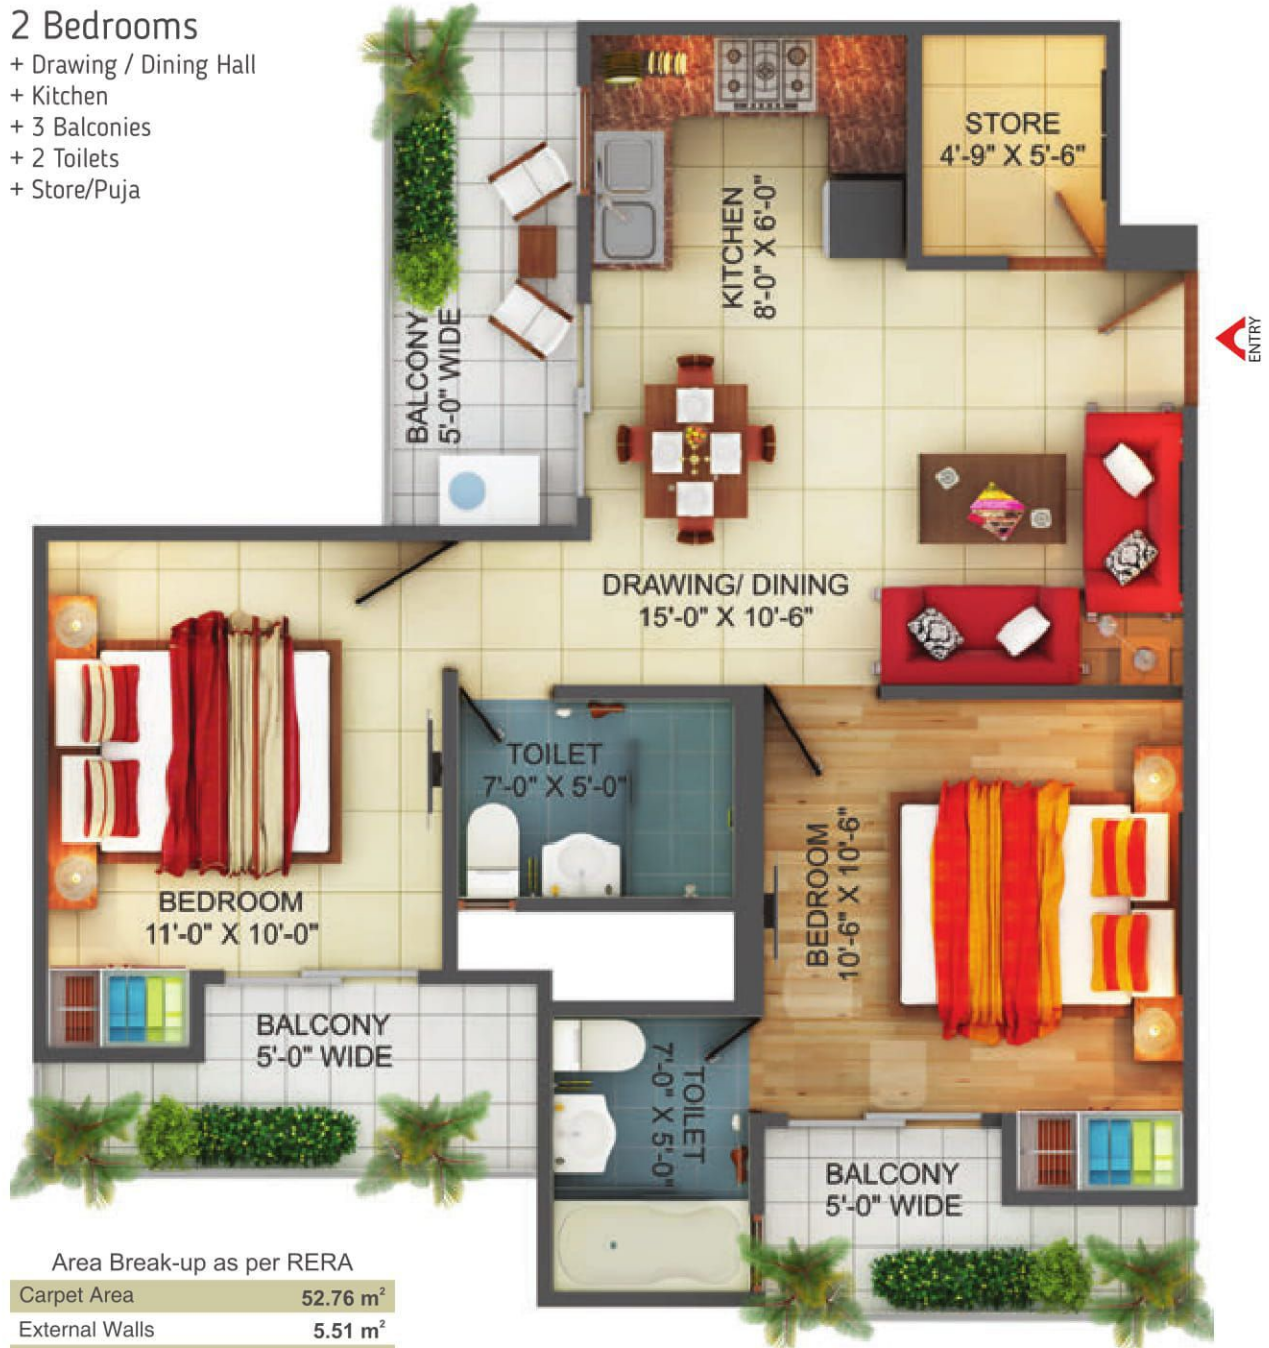 2 Bedrooms
+ Drawing / Dining Hall
+ Kitchen
+ 3 Balconies
+ 2 Toilets
+ Store/Puja
STORE
4'-9" X 5'-6"
KITCHEN
8'-0" X 6'-0"
ENTRY
BALCONY
5'-0" WIDE
DRAWING/ DINING
15'-0" X 10'-6"
TOILET
7'-0" X 5'-0"
BEDROOM
11'-0" X 10'-0"
BEDROOM
10'-6" X 10'-6"
BALCONY
5'-0" WIDE
TOILET
7'-0" X 5'-0"
BALCONY
5'-0" WIDE
Area Break-up as per RERA
Carpet Area 52.76 m²
External Walls 5.51 m²